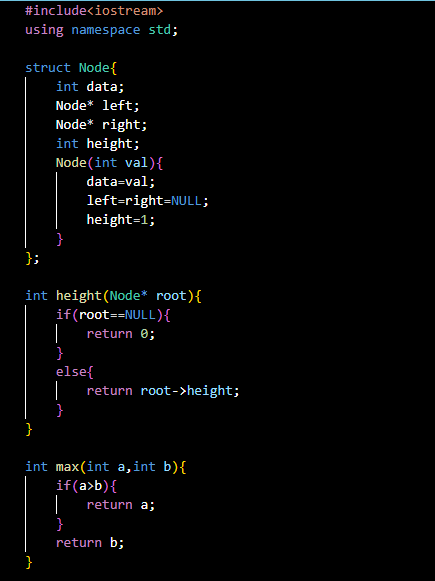 #include<iostream>
using namespace std;

struct Node{
    int data;
    Node* left;
    Node* right;
    int height;
    Node(int val){
        data=val;
        left=right=NULL;
        height=1;
    }
};

int height(Node* root){
    if(root==NULL){
        return 0;
    }
    else{
        return root->height;
    }
}

int max(int a,int b){
    if(a>b){
        return a;
    }
    return b;
}